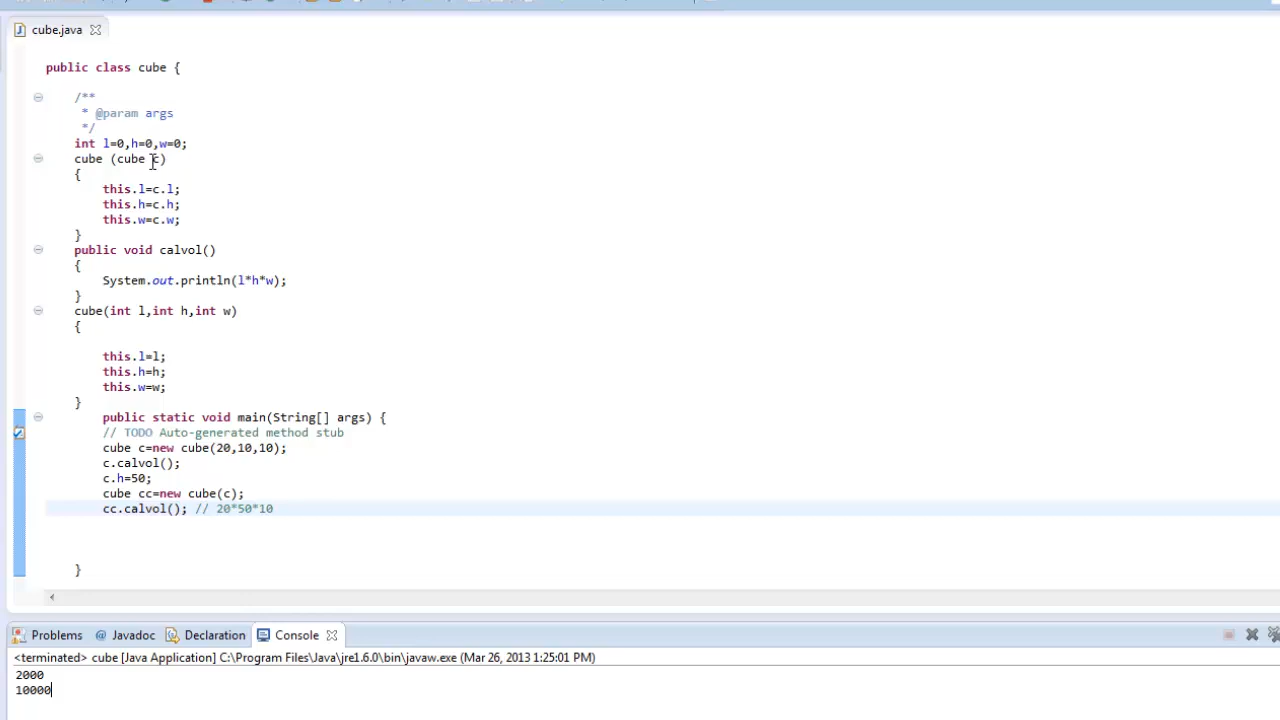 cube.java
public class cube {
/**
* @param args
*/
int l=0,h=0,w=0;
cube (cube c)
{
this.l=c.l;
this.h=c.h;
this.w=c.w;
}
public void calvol()
{
System.out.println(l*h*w);
}
cube(int l,int h,int w)
{
this.l=l;
this.h=h;
this.w=w;
}
public static void main(String[] args) {
// TODO Auto-generated method stub
cube c=new cube(20,10,10);
c.calvol();
c.h=50;
cube cc=new cube(c);
cc.calvol(); // 20*50*10
}
Problems @ Javadoc Declaration Console
<terminated> cube [Java Application] C:\Program Files\Java\jre1.6.0\bin\javaw.exe (Mar 26, 2013 1:25:01 PM)
2000
10000